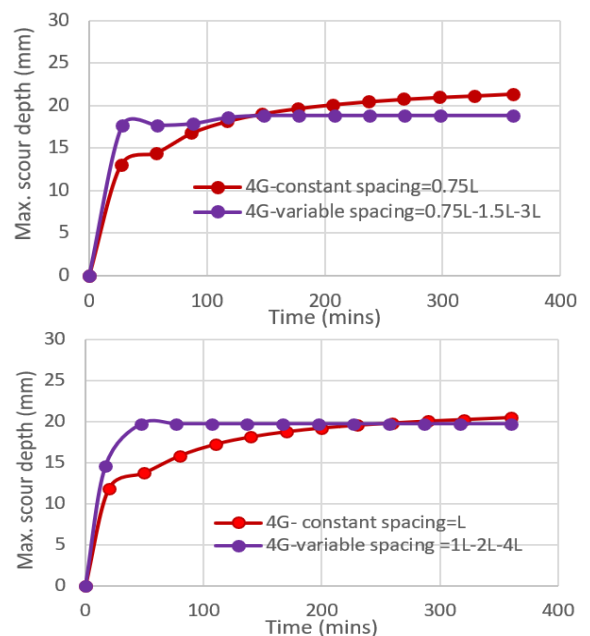 Max. scour depth (mm)
30
25
20
15
10
5
0
4G-constant spacing=0.75L
4G-variable spacing=0.75L-1.5L-3L
0 100 200 300 400
Time (mins)
Max. scour depth (mm)
30
25
20
15
10
5
0
4G- constant spacing=L
4G-variable spacing =1L-2L-4L
0 100 200 300 400
Time (mins)